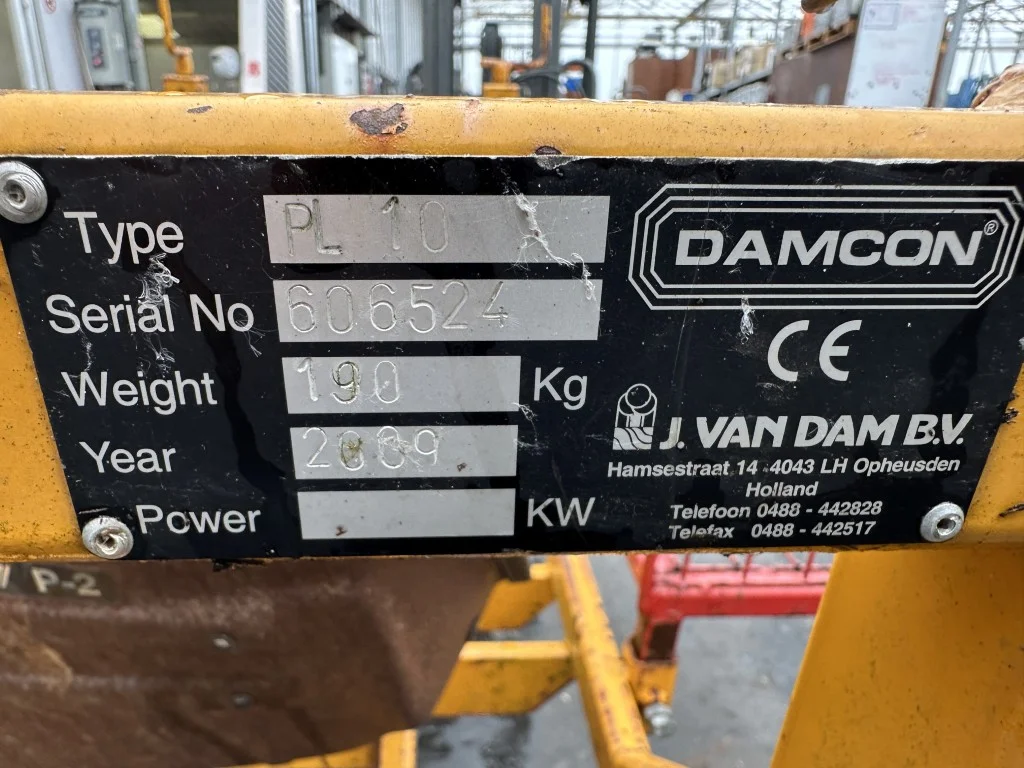 Type PL 10
Serial No 606524
Weight 190 Kg
Year 2009
Power KW
DAMCON®
CE
J. VAN DAM B.V.
Hamsestraat 14 4043 LH Opheusden
Holland
Telefoon 0488 - 442828
Telefax 0488 - 442517
P-2